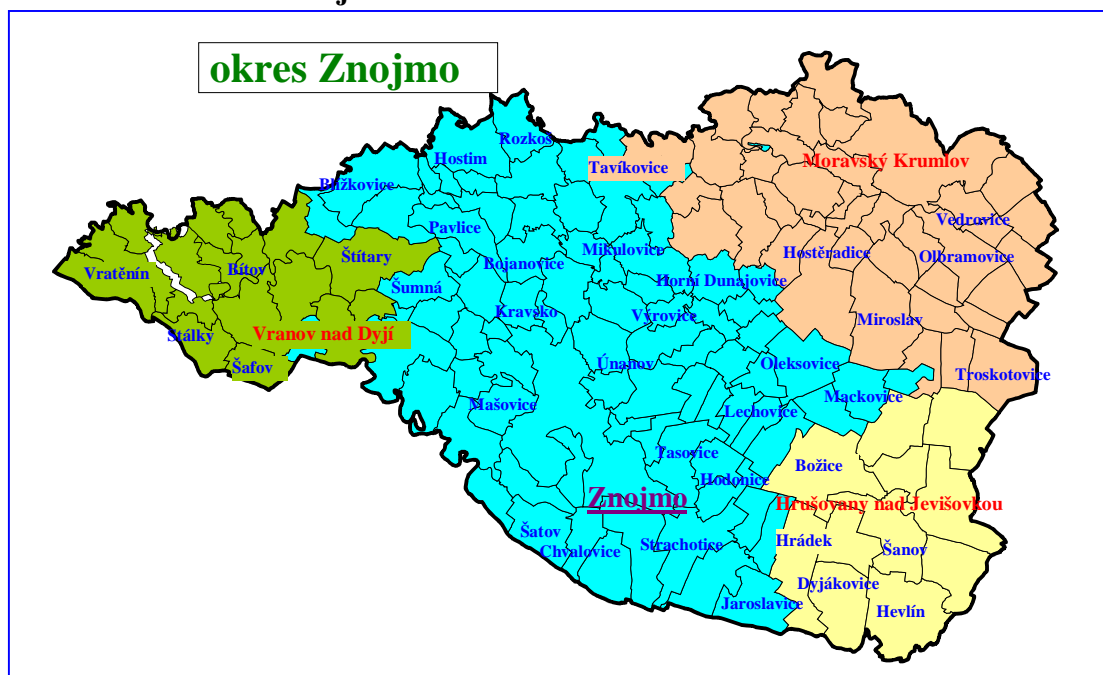 okres Znojmo
Rozkoš
Hostim
Tavíkovice
Moravský Krumlov
Blížkovice
Pavlice
Vedrovice
Mikulovice
Hostěradice
Olbramovice
Štítary
Bítov
Vratěnín
Bojanovice
Horní Dunajovice
Šumná
Kravsko
Výrovice
Miroslav
Stálky
Vranov nad Dyjí
Šafov
Únanov
Oleksovice
Troskotovice
Mackovice
Mašovice
Lechovice
Tasovice
Božice
Hodonice
Znojmo
Hrušovany nad Jevišovkou
Šatov
Chvalovice
Strachotice
Hrádek
Šanov
Dyjákovice
Jaroslavice
Hevlín